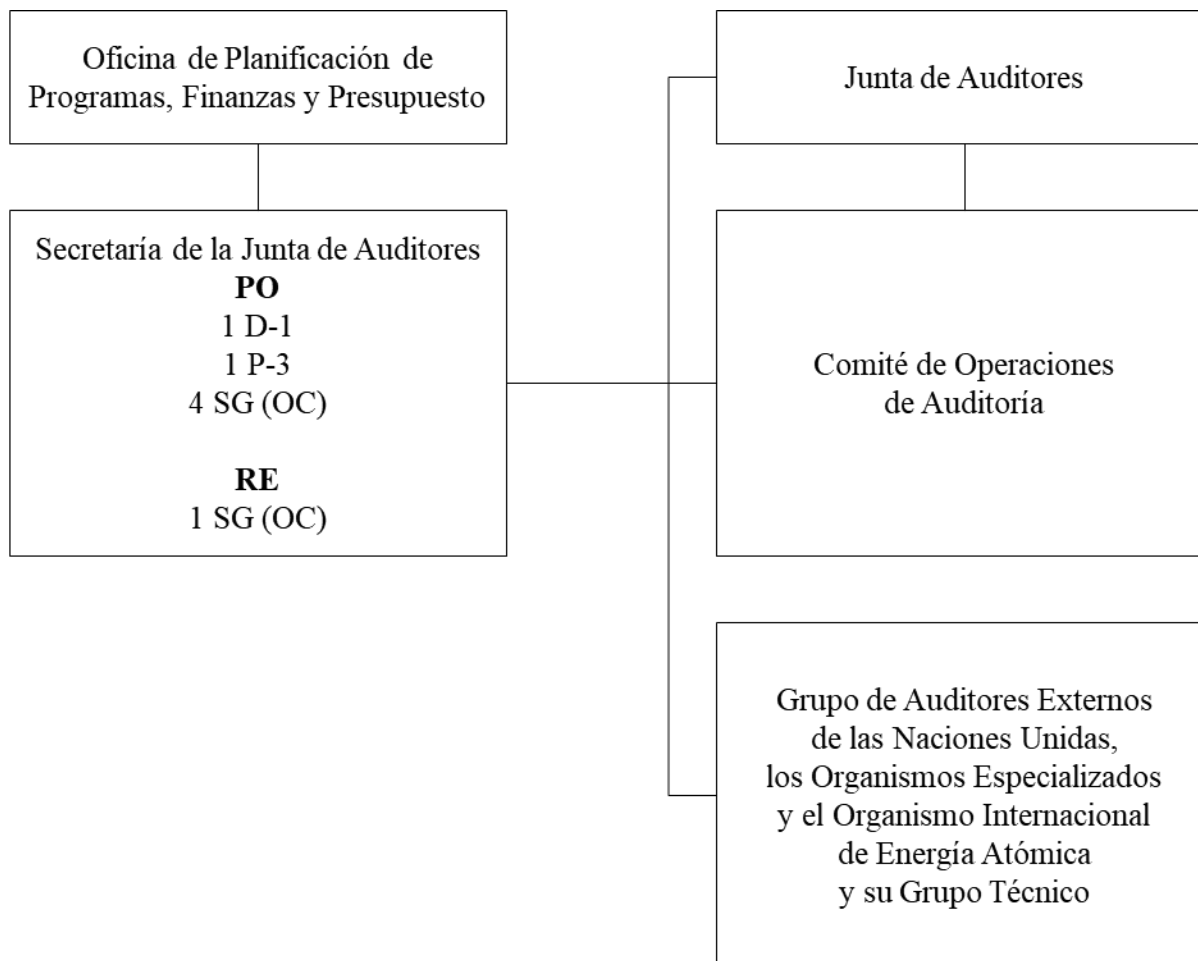 Oficina de Planificación de
Programas, Finanzas y Presupuesto
Secretaría de la Junta de Auditores
PO
1 D-1
1 P-3
4 SG (OC)
RE
1 SG (OC)
Junta de Auditores
Comité de Operaciones
de Auditoría
Grupo de Auditores Externos
de las Naciones Unidas,
los Organismos Especializados
y el Organismo Internacional
de Energía Atómica
y su Grupo Técnico